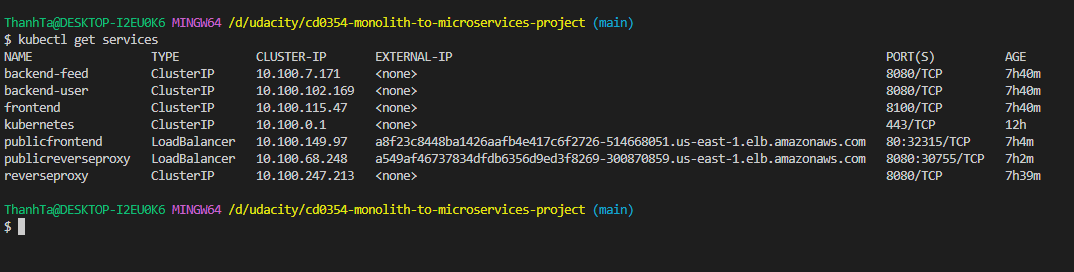 ThanhTa@DESKTOP-I2EU0K6 MINGW64 /d/udacity/cd0354-monolith-to-microservices-project (main)
$ kubectl get services
NAME TYPE CLUSTER-IP EXTERNAL-IP PORT(S) AGE
backend-feed ClusterIP 10.100.7.171 <none> 8080/TCP 7h40m
backend-user ClusterIP 10.100.102.169 <none> 8080/TCP 7h40m
frontend ClusterIP 10.100.115.47 <none> 8100/TCP 7h40m
kubernetes ClusterIP 10.100.0.1 <none> 443/TCP 12h
publicfrontend LoadBalancer 10.100.149.97 a8f23c8448ba1426aafb4e417c6f2726-514668051.us-east-1.elb.amazonaws.com 80:32315/TCP 7h4m
publicreverseproxy LoadBalancer 10.100.68.248 a549af46737834dfdb6356d9ed3f8269-300870859.us-east-1.elb.amazonaws.com 8080:30755/TCP 7h2m
reverseproxy ClusterIP 10.100.247.213 <none> 8080/TCP 7h39m
ThanhTa@DESKTOP-I2EU0K6 MINGW64 /d/udacity/cd0354-monolith-to-microservices-project (main)
$